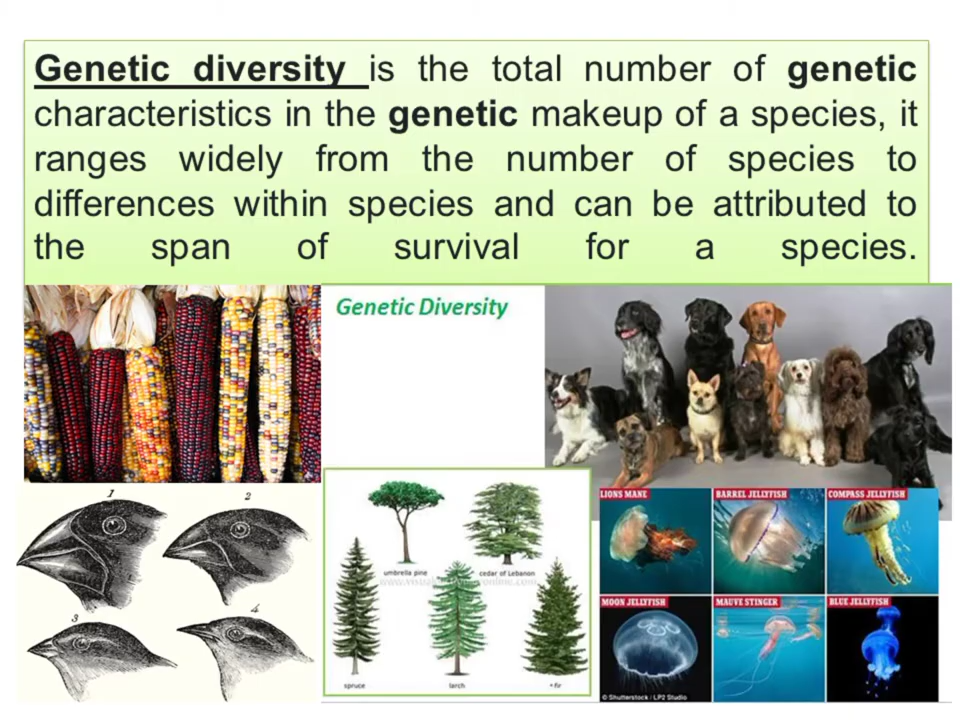 Genetic diversity is the total number of genetic
characteristics in the genetic makeup of a species, it
ranges widely from the number of species to
differences within species and can be attributed to
the span of survival for a species.
Genetic Diversity
1
2
3
4
umbrella pine
cedar of Lebanon
spruce
larch
fir
LIONS MANE
BARREL JELLYFISH
COMPASS JELLYFISH
MOON JELLYFISH
MAUVE STINGER
BLUE JELLYFISH
© Shutterstock / LP2 Studio